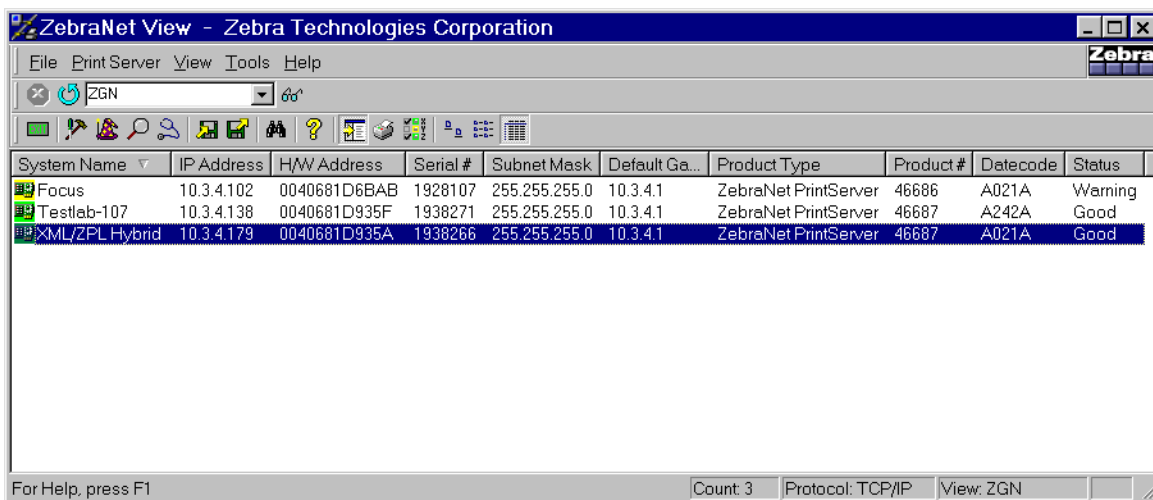 ZebraNet View - Zebra Technologies Corporation
File Print Server View Tools Help
Zebra
ZGN
System Name IP Address H/W Address Serial # Subnet Mask Default Ga... Product Type Product # Datecode Status
Focus 10.3.4.102 0040681D6BAB 1928107 255.255.255.0 10.3.4.1 ZebraNet PrintServer 46686 A021A Warning
Testlab-107 10.3.4.138 0040681D935F 1938271 255.255.255.0 10.3.4.1 ZebraNet PrintServer 46687 A242A Good
XML/ZPL Hybrid 10.3.4.179 0040681D935A 1938266 255.255.255.0 10.3.4.1 ZebraNet PrintServer 46687 A021A Good
For Help, press F1 Count: 3 Protocol: TCP/IP View: ZGN